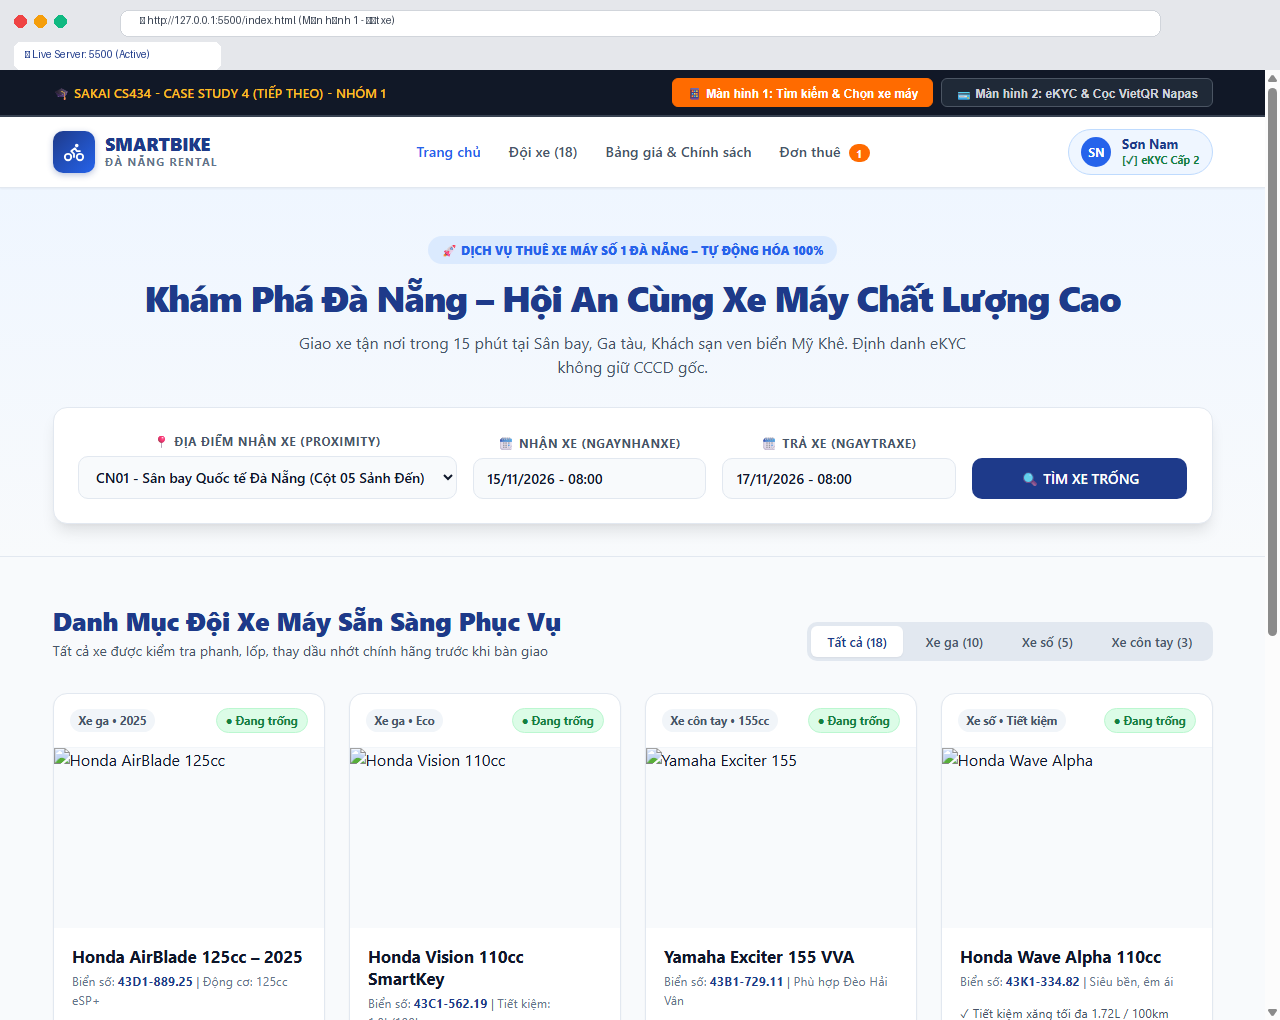 http://127.0.0.1:5500/index.html (Màn hình 1 - Đặt xe)
Live Server: 5500 (Active)
SAKAI CS434 - CASE STUDY 4 (TIẾP THEO) - NHÓM 1
Màn hình 1: Tìm kiếm & Chọn xe máy
Màn hình 2: eKYC & Cọc VietQR Napas
SMARTBIKE
ĐÀ NẴNG RENTAL
Trang chủ
Đội xe (18)
Bảng giá & Chính sách
Đơn thuê 1
SN
Sơn Nam
[✓] eKYC Cấp 2
DỊCH VỤ THUÊ XE MÁY SỐ 1 ĐÀ NẴNG – TỰ ĐỘNG HÓA 100%
Khám Phá Đà Nẵng – Hội An Cùng Xe Máy Chất Lượng Cao
Giao xe tận nơi trong 15 phút tại Sân bay, Ga tàu, Khách sạn ven biển Mỹ Khê. Định danh eKYC
không giữ CCCD gốc.
ĐỊA ĐIỂM NHẬN XE (PROXIMITY)
NHẬN XE (NGAYNHANXE)
TRẢ XE (NGAYTRAXE)
CN01 - Sân bay Quốc tế Đà Nẵng (Cột 05 Sảnh Đến)
15/11/2026 - 08:00
17/11/2026 - 08:00
TÌM XE TRỐNG
Danh Mục Đội Xe Máy Sẵn Sàng Phục Vụ
Tất cả xe được kiểm tra phanh, lốp, thay dầu nhớt chính hãng trước khi bàn giao
Tất cả (18)
Xe ga (10)
Xe số (5)
Xe côn tay (3)
Xe ga • 2025
● Đang trống
Honda AirBlade 125cc
Honda AirBlade 125cc – 2025
Biển số: 43D1-889.25 | Động cơ: 125cc
eSP+
Xe ga • Eco
● Đang trống
Honda Vision 110cc
Honda Vision 110cc
SmartKey
Biển số: 43C1-562.19 | Tiết kiệm:
Xe côn tay • 155cc
● Đang trống
Yamaha Exciter 155
Yamaha Exciter 155 VVA
Biển số: 43B1-729.11 | Phù hợp Đèo Hải
Vân
Xe số • Tiết kiệm
● Đang trống
Honda Wave Alpha
Honda Wave Alpha 110cc
Biển số: 43K1-334.82 | Siêu bền, êm ái
✓ Tiết kiệm xăng tối đa 1.72L / 100km